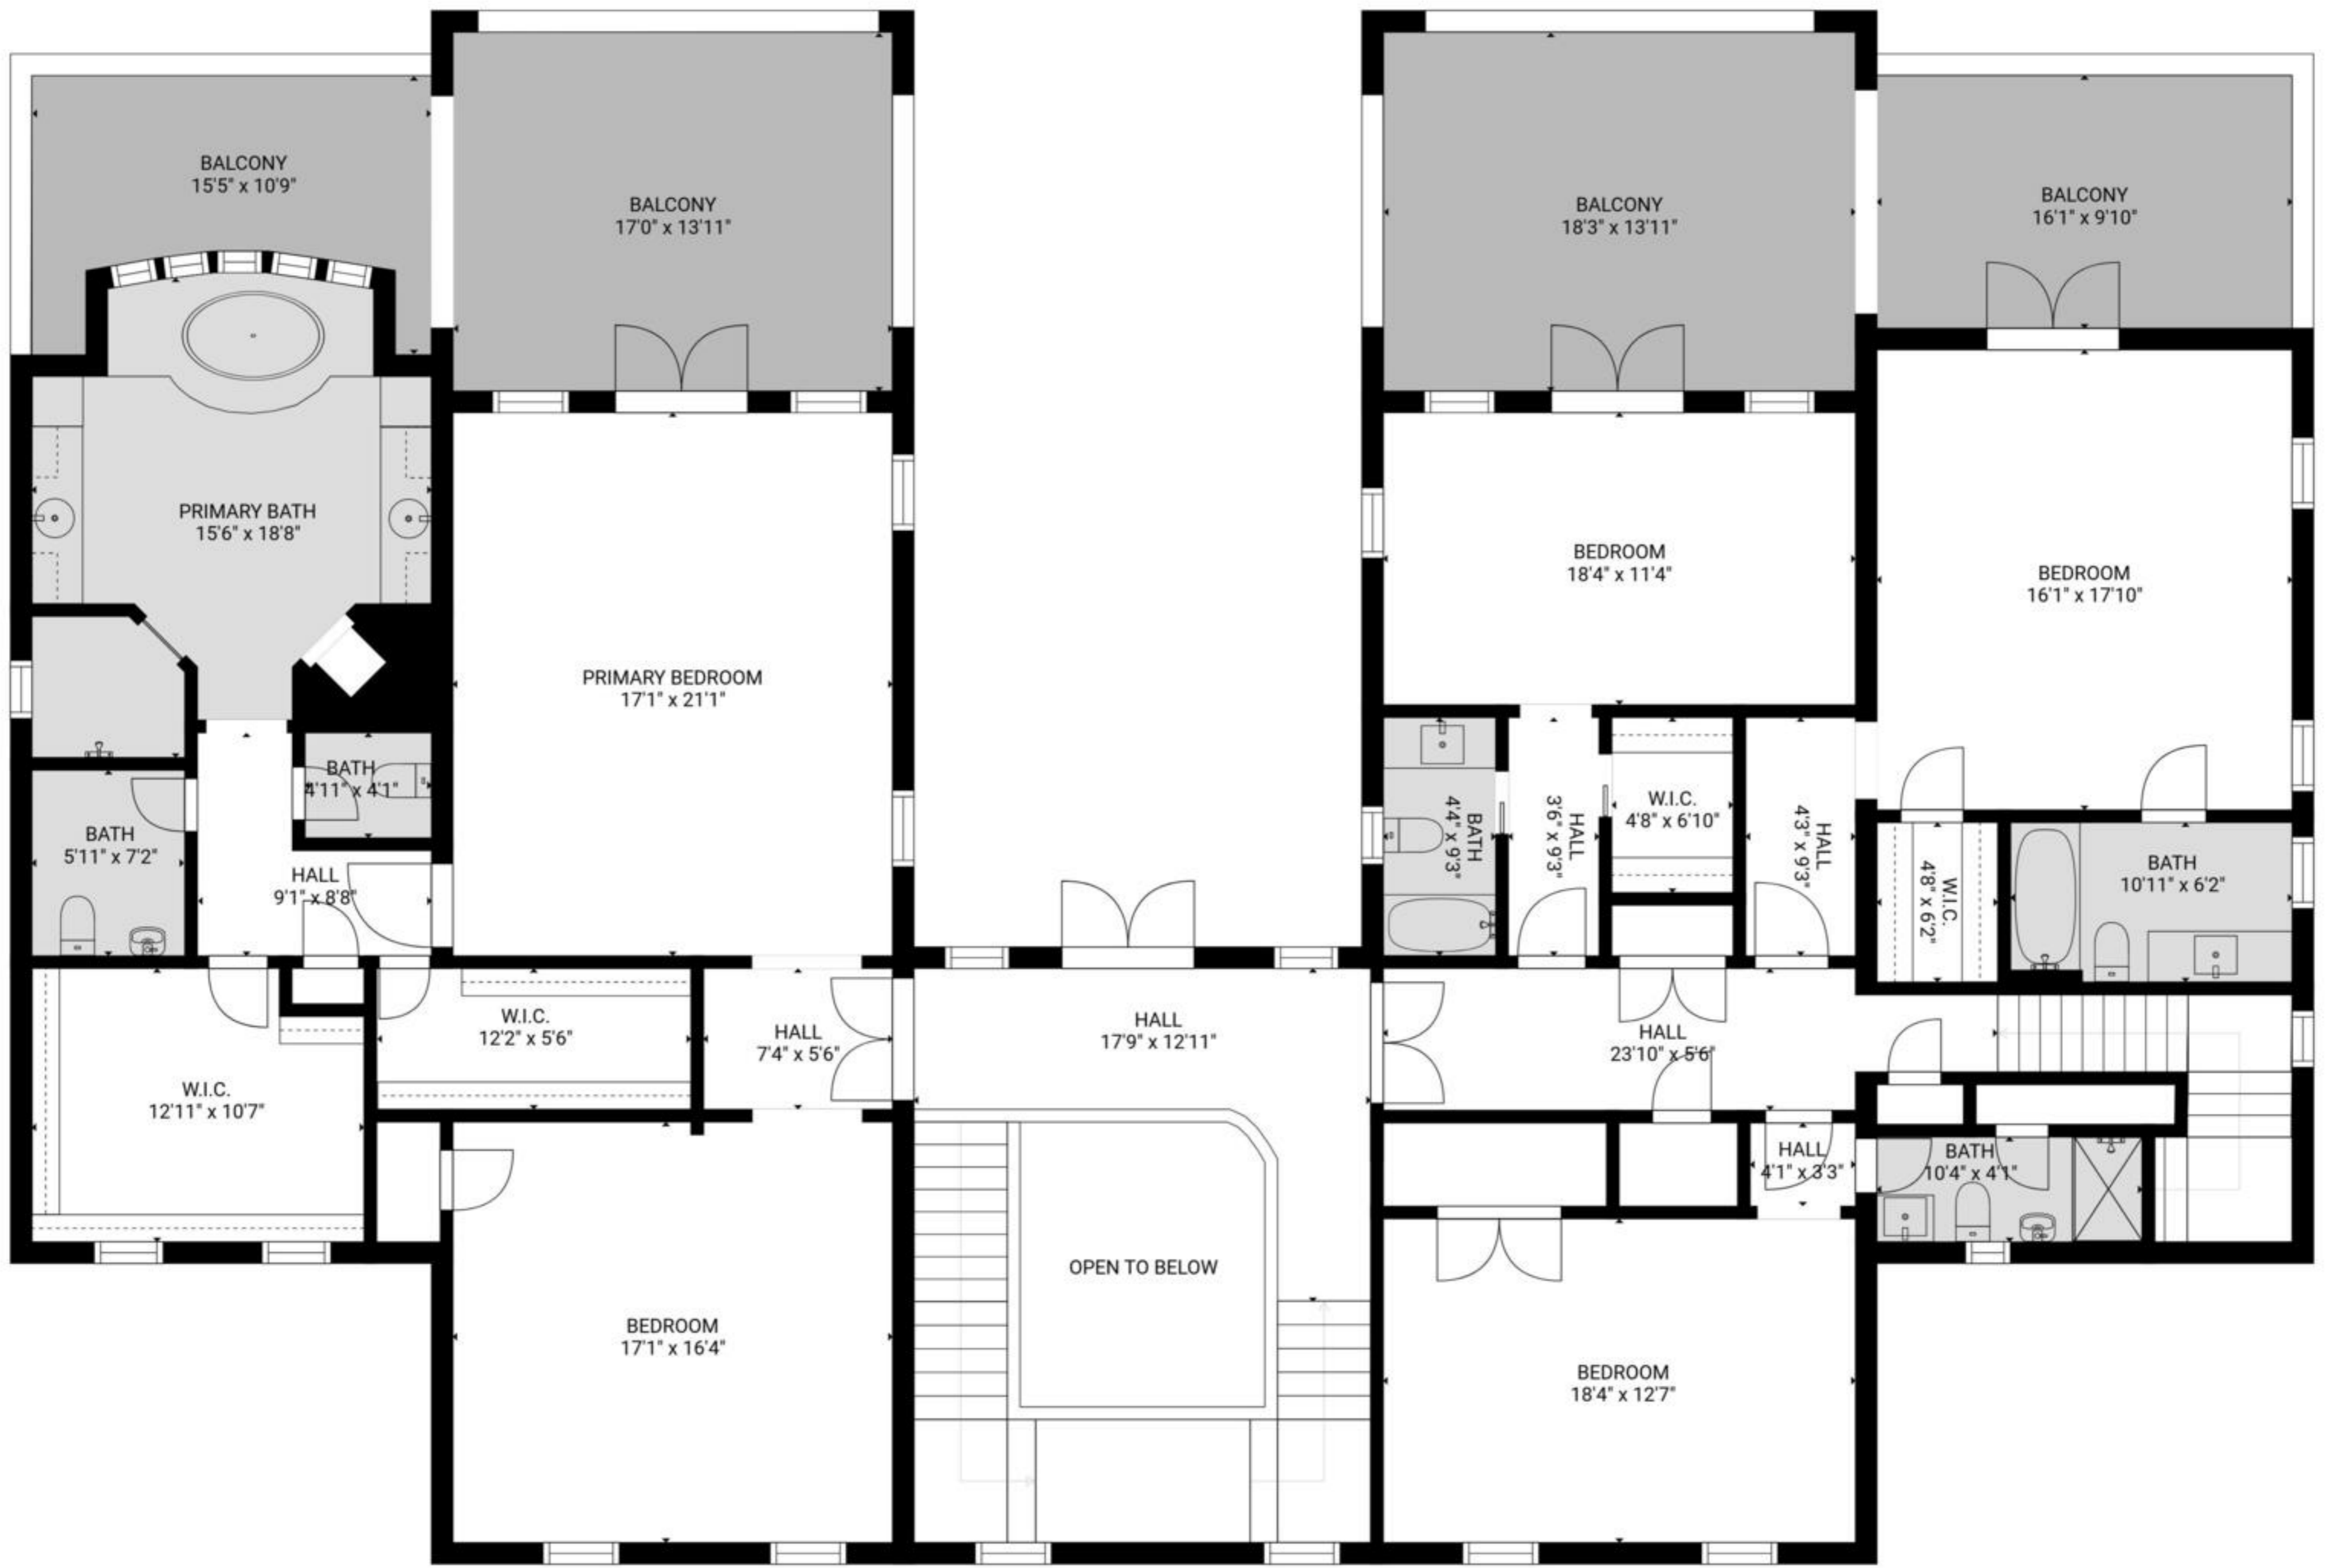 BALCONY
15'5" x 10'9"
BALCONY
17'0" x 13'11"
BALCONY
18'3" x 13'11"
BALCONY
16'1" x 9'10"
PRIMARY BATH
15'6" x 18'8"
PRIMARY BEDROOM
17'1" x 21'1"
BEDROOM
18'4" x 11'4"
BEDROOM
16'1" x 17'10"
BATH
4'11" x 4'1"
BATH
5'11" x 7'2"
HALL
9'1" x 8'8"
BATH
4'4" x 9'3"
HALL
3'6" x 9'3"
W.I.C.
4'8" x 6'10"
HALL
4'3" x 9'3"
W.I.C.
4'8" x 6'2"
BATH
10'11" x 6'2"
W.I.C.
12'11" x 10'7"
W.I.C.
12'2" x 5'6"
HALL
7'4" x 5'6"
HALL
17'9" x 12'11"
HALL
23'10" x 5'6"
HALL
4'1" x 3'3"
BATH
10'4" x 4'1"
OPEN TO BELOW
BEDROOM
17'1" x 16'4"
BEDROOM
18'4" x 12'7"